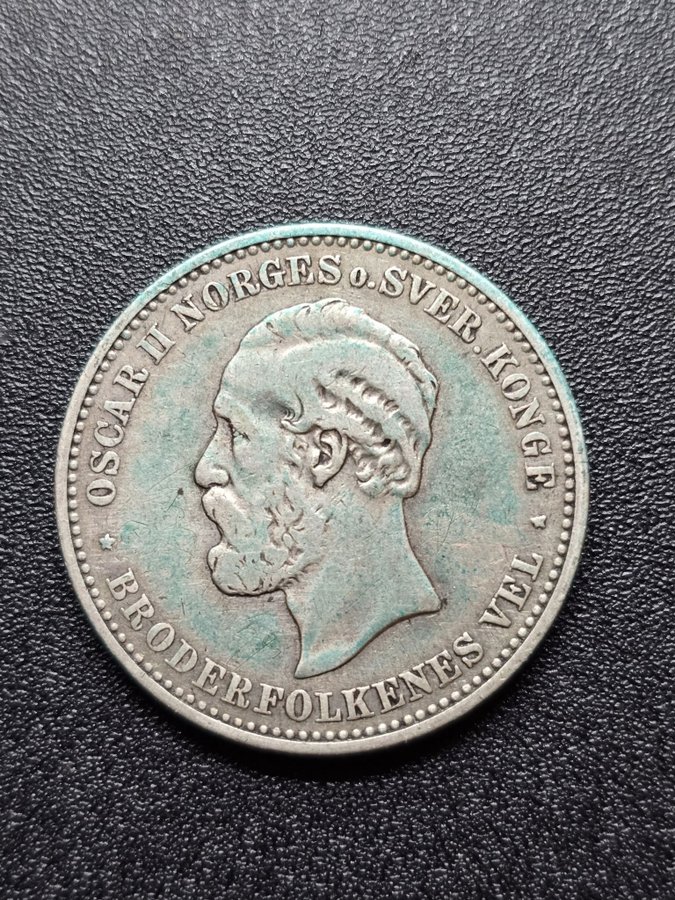 OSCAR II NORGES o. SVER. KONGE
BRODERFOLKENES VEL